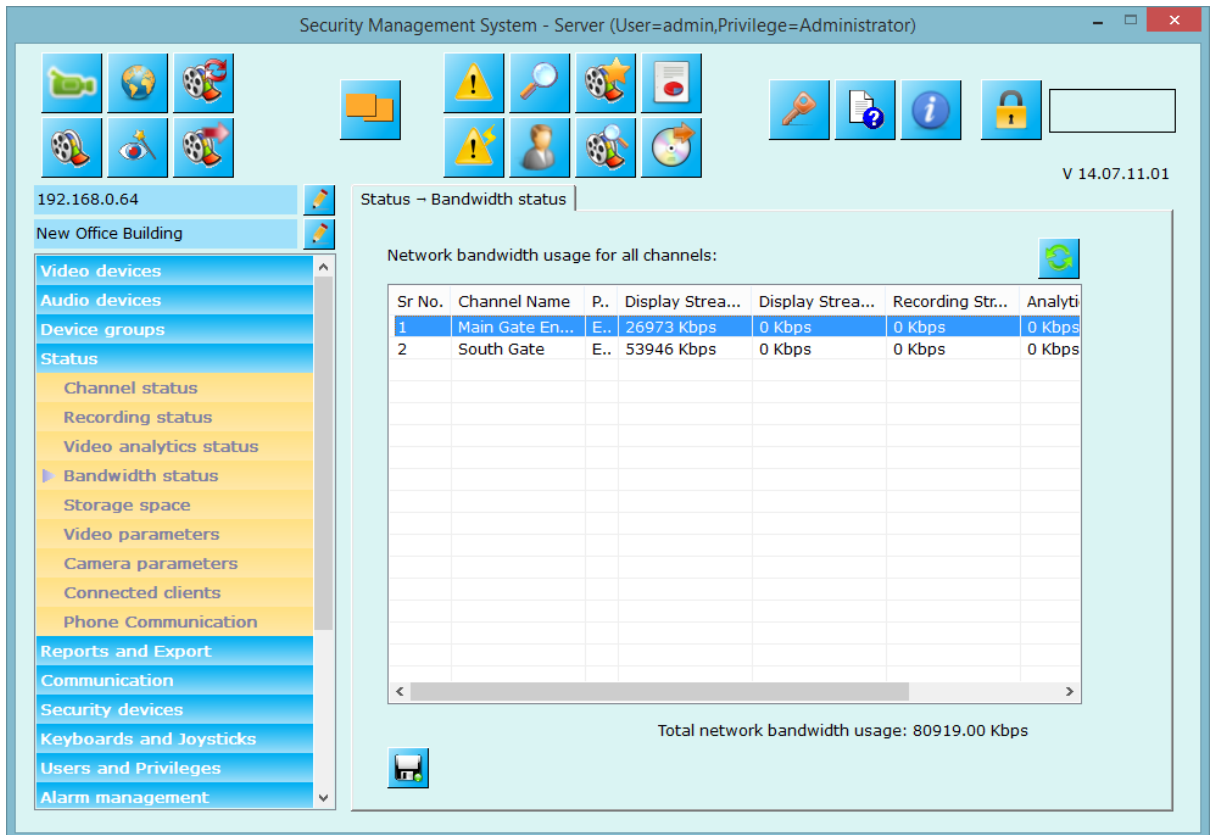 Security Management System - Server (User=admin,Privilege=Administrator)
V 14.07.11.01
192.168.0.64
New Office Building
Video devices
Audio devices
Device groups
Status
Channel status
Recording status
Video analytics status
Bandwidth status
Storage space
Video parameters
Camera parameters
Connected clients
Phone Communication
Reports and Export
Communication
Security devices
Keyboards and Joysticks
Users and Privileges
Alarm management
Status → Bandwidth status
Network bandwidth usage for all channels:
Sr No. Channel Name P.. Display Strea... Display Strea... Recording Str... Analyti
1 Main Gate En... E.. 26973 Kbps 0 Kbps 0 Kbps 0 Kbps
2 South Gate E.. 53946 Kbps 0 Kbps 0 Kbps 0 Kbps
Total network bandwidth usage: 80919.00 Kbps